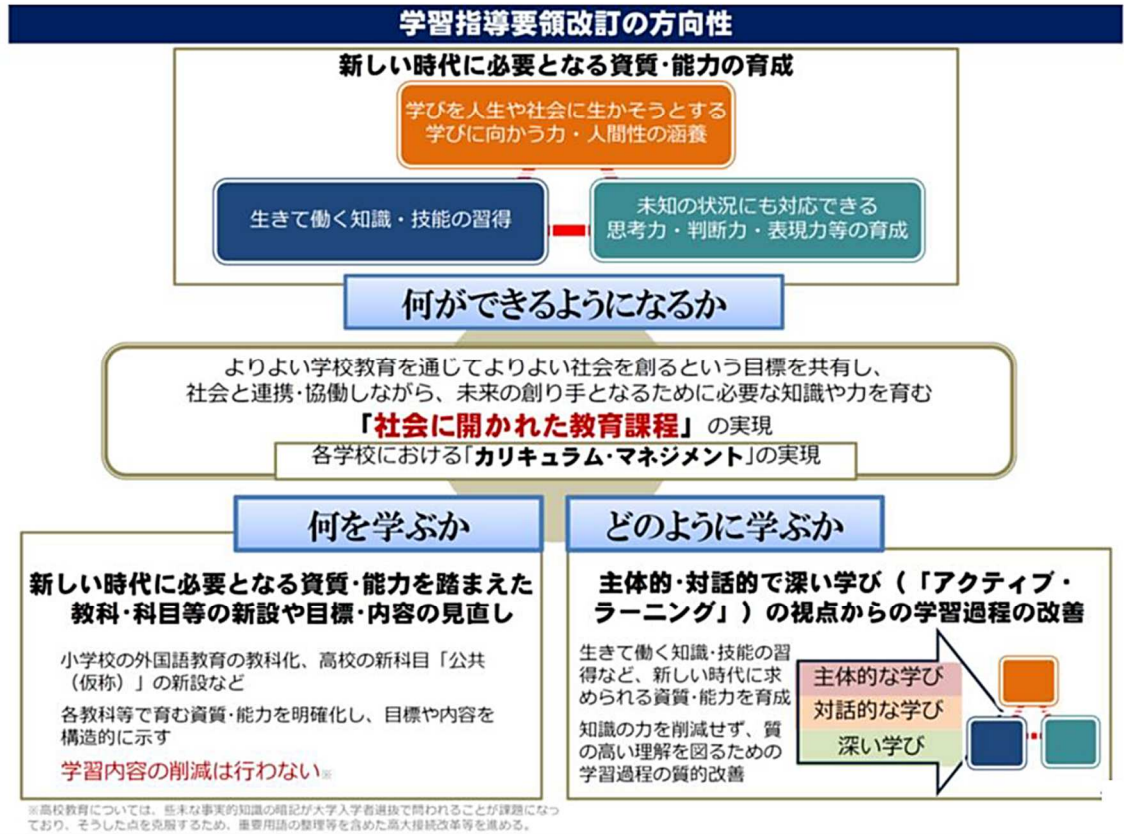 学習指導要領改訂の方向性
新しい時代に必要となる資質・能力の育成
学びを人生や社会に生かそうとする
学びに向かう力・人間性の涵養
生きて働く知識・技能の習得
未知の状況にも対応できる
思考力・判断力・表現力等の育成
何ができるようになるか
よりよい学校教育を通じてよりよい社会を創るという目標を共有し、
社会と連携・協働しながら、未来の創り手となるために必要な知識や力を育む
「社会に開かれた教育課程」の実現
各学校における「カリキュラム・マネジメント」の実現
何を学ぶか
新しい時代に必要となる資質・能力を踏まえた
教科・科目等の新設や目標・内容の見直し
小学校の外国語教育の教科化、高校の新科目「公共
（仮称）」の新設など
各教科等で育む資質・能力を明確化し、目標や内容を
構造的に示す
学習内容の削減は行わない※
どのように学ぶか
主体的・対話的で深い学び（「アクティブ・
ラーニング」）の視点からの学習過程の改善
生きて働く知識・技能の習
得など、新しい時代に求
められる資質・能力を育成
知識の力を削減せず、質
の高い理解を図るための
学習過程の質的改善
主体的な学び
対話的な学び
深い学び
※高校教育については、些末な事実的知識の暗記が大学入学者選抜で問われることが課題になっ
ており、そうした点を克服するため、重要用語の整理等を含めた高大接続改革等を進める。